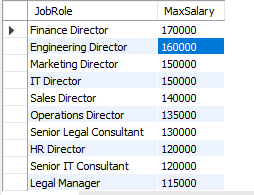 JobRole MaxSalary
Finance Director 170000
Engineering Director 160000
Marketing Director 150000
IT Director 150000
Sales Director 140000
Operations Director 135000
Senior Legal Consultant 130000
HR Director 120000
Senior IT Consultant 120000
Legal Manager 115000